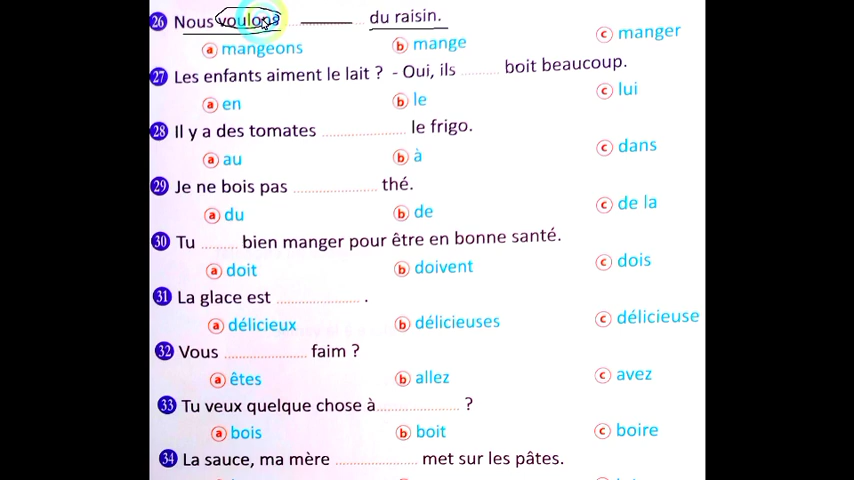 26 Nous voulons ________ du raisin.
a mangeons b mange c manger
27 Les enfants aiment le lait ? - Oui, ils ......... boit beaucoup.
a en b le c lui
28 Il y a des tomates .................... le frigo.
a au b à c dans
29 Je ne bois pas .................... thé.
a du b de c de la
30 Tu ......... bien manger pour être en bonne santé.
a doit b doivent c dois
31 La glace est .................... .
a délicieux b délicieuses c délicieuse
32 Vous .................... faim ?
a êtes b allez c avez
33 Tu veux quelque chose à.................... ?
a bois b boit c boire
34 La sauce, ma mère .................... met sur les pâtes.